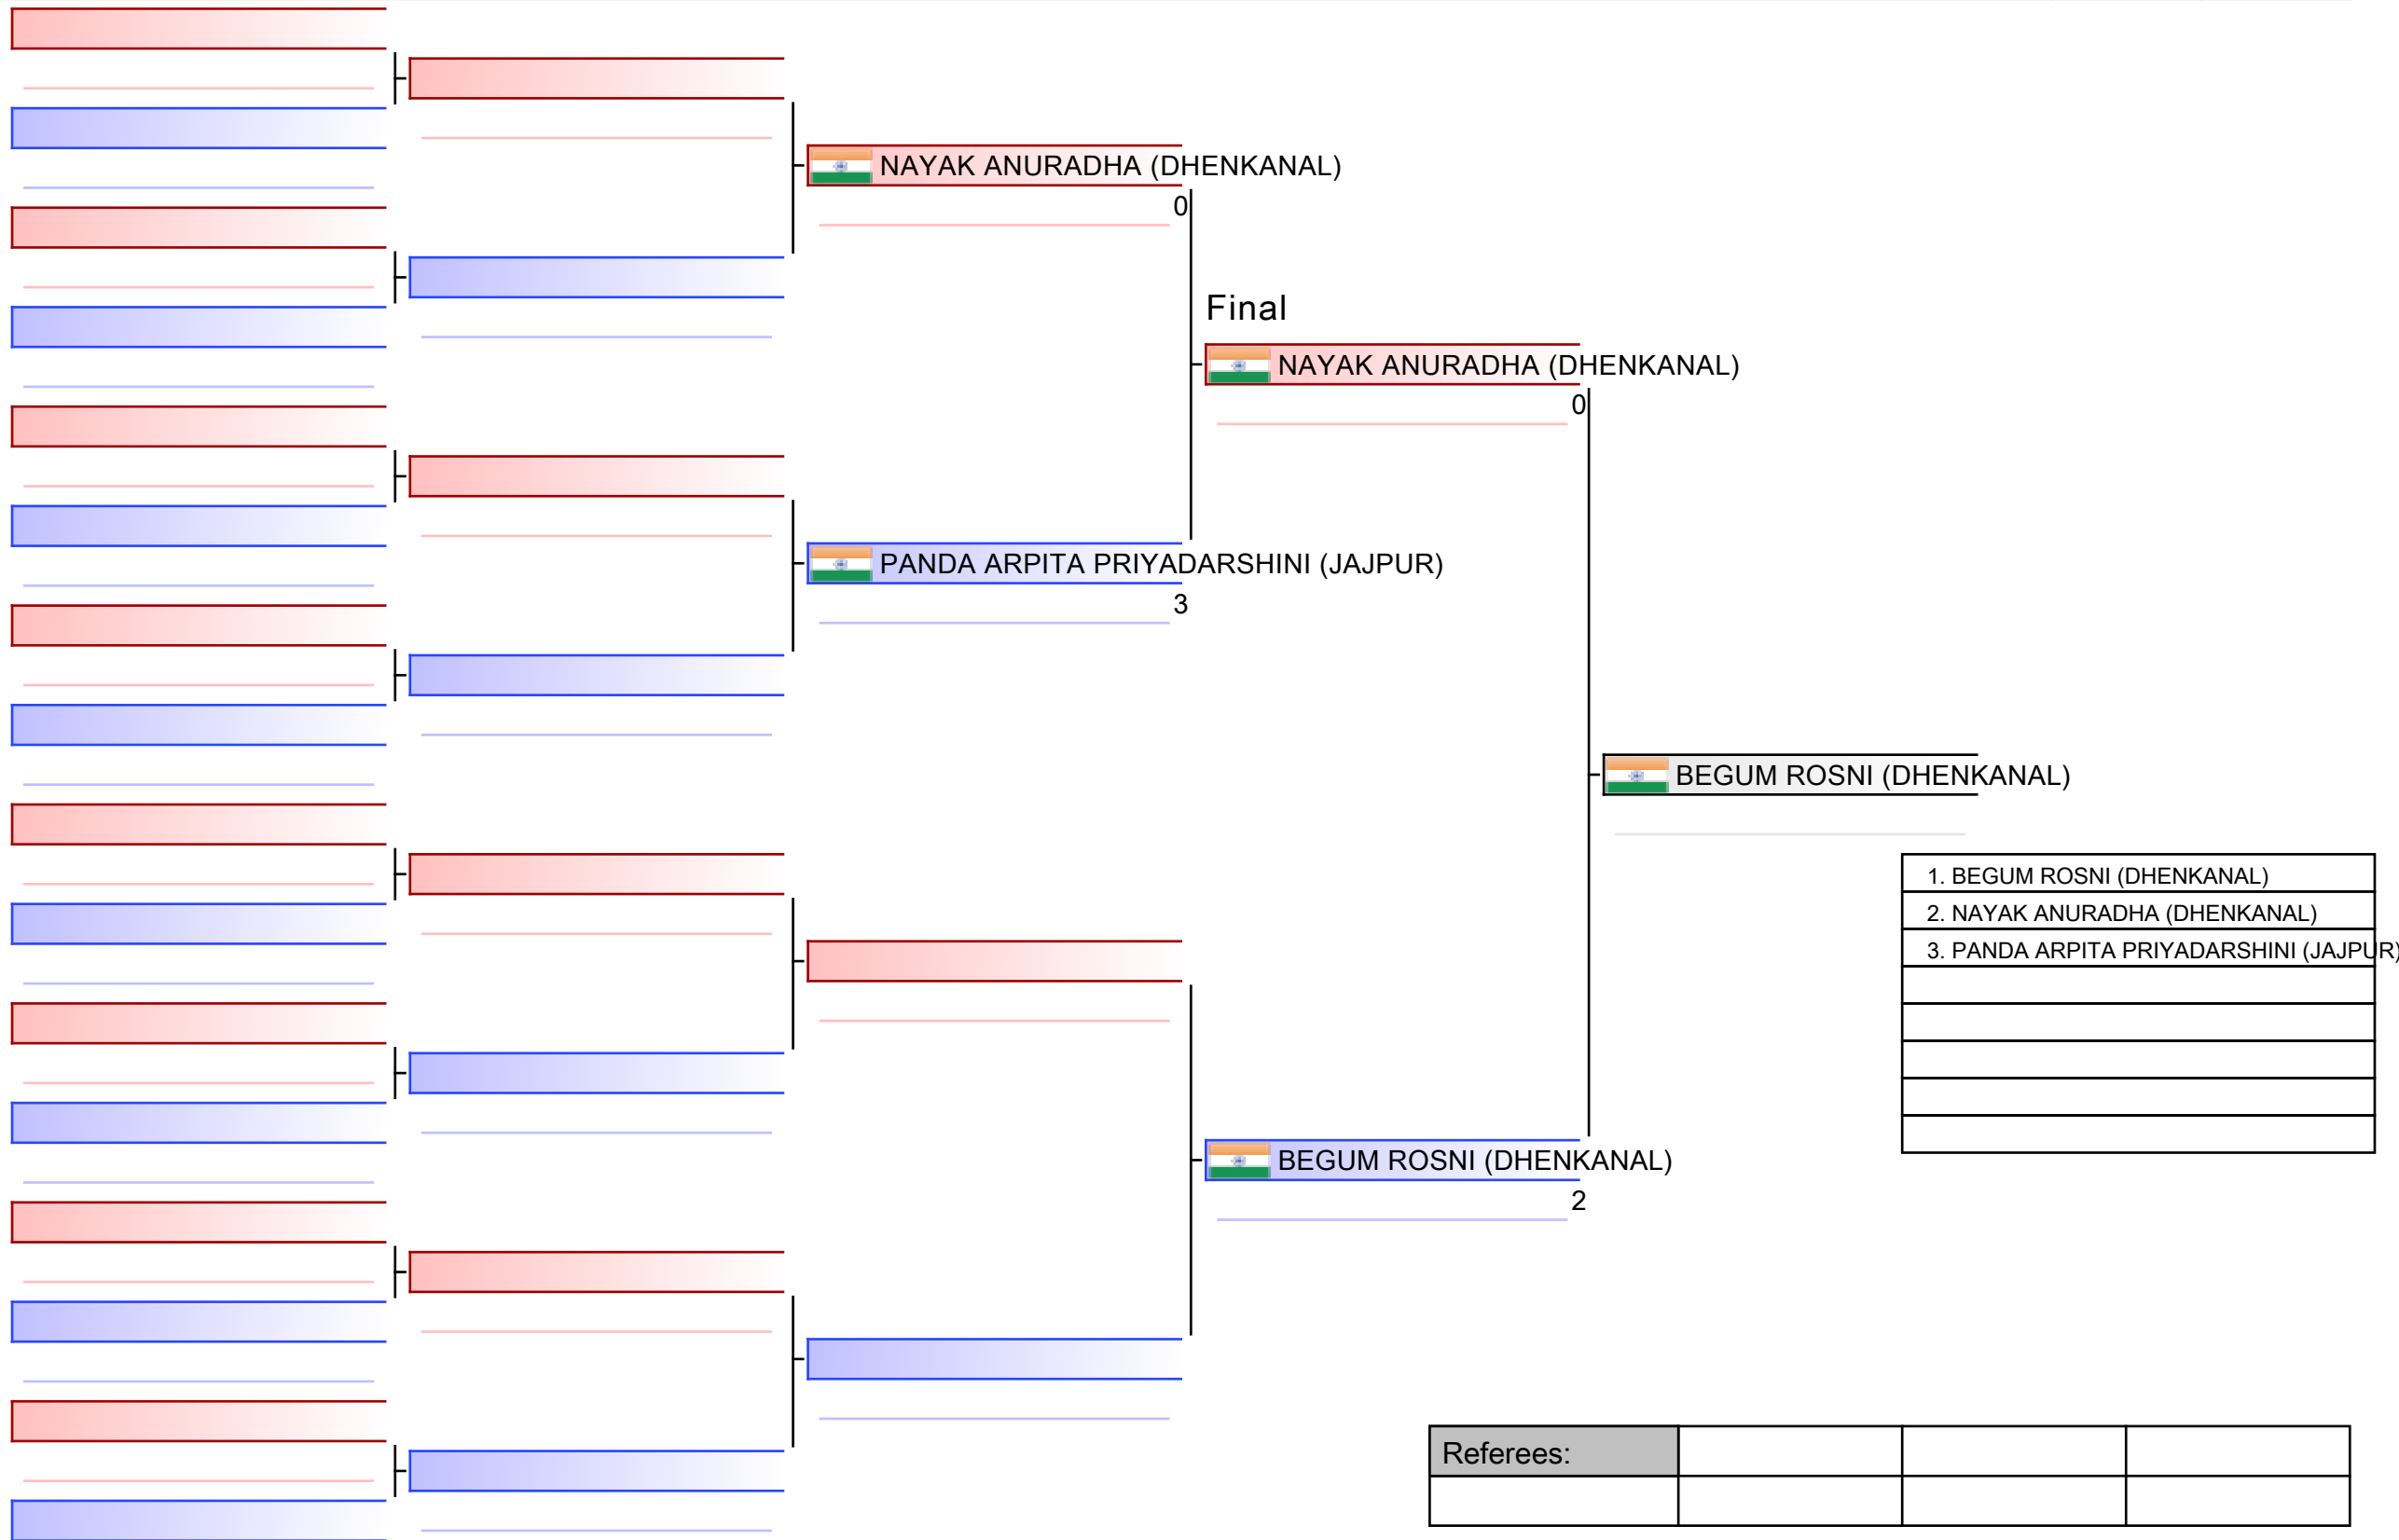 NAYAK ANURADHA (DHENKANAL)
0
Final
NAYAK ANURADHA (DHENKANAL)
0
PANDA ARPITA PRIYADARSHINI (JAJPUR)
3
BEGUM ROSNI (DHENKANAL)
1. BEGUM ROSNI (DHENKANAL)
2. NAYAK ANURADHA (DHENKANAL)
3. PANDA ARPITA PRIYADARSHINI (JAJPUR)
BEGUM ROSNI (DHENKANAL)
2
Referees: